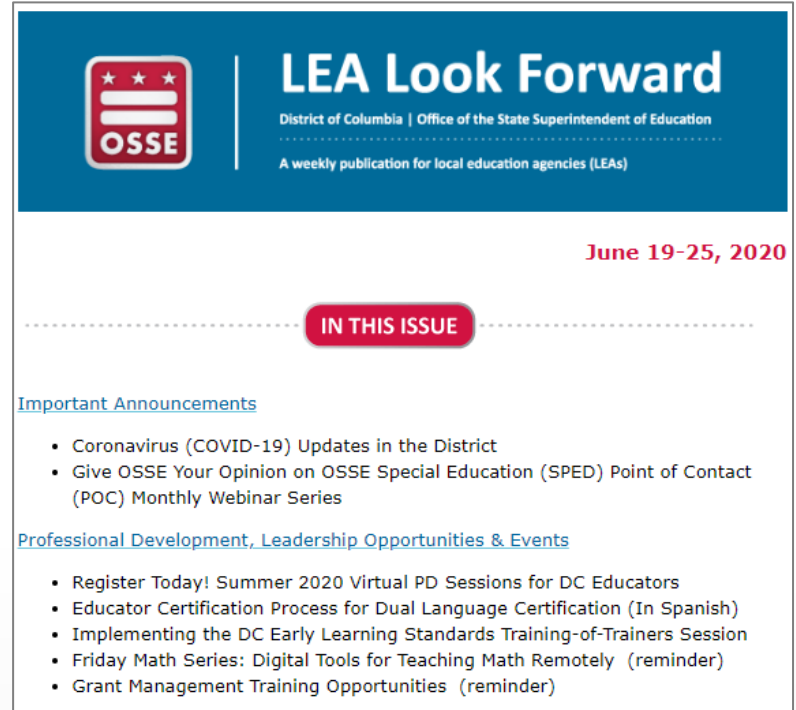 OSSE
LEA Look Forward
District of Columbia | Office of the State Superintendent of Education
A weekly publication for local education agencies (LEAs)
June 19-25, 2020
IN THIS ISSUE
Important Announcements
• Coronavirus (COVID-19) Updates in the District
• Give OSSE Your Opinion on OSSE Special Education (SPED) Point of Contact
(POC) Monthly Webinar Series
Professional Development, Leadership Opportunities & Events
• Register Today! Summer 2020 Virtual PD Sessions for DC Educators
• Educator Certification Process for Dual Language Certification (In Spanish)
• Implementing the DC Early Learning Standards Training-of-Trainers Session
• Friday Math Series: Digital Tools for Teaching Math Remotely  (reminder)
• Grant Management Training Opportunities  (reminder)